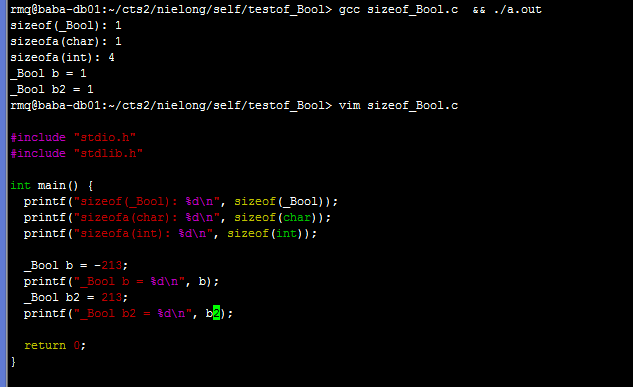 rmq@baba-db01:~/cts2/nielong/self/testof_Bool> gcc sizeof_Bool.c  && ./a.out
sizeof(_Bool): 1
sizeofa(char): 1
sizeofa(int): 4
_Bool b = 1
_Bool b2 = 1
rmq@baba-db01:~/cts2/nielong/self/testof_Bool> vim sizeof_Bool.c
#include "stdio.h"
#include "stdlib.h"
int main() {
  printf("sizeof(_Bool): %d\n", sizeof(_Bool));
  printf("sizeofa(char): %d\n", sizeof(char));
  printf("sizeofa(int): %d\n", sizeof(int));
  _Bool b = -213;
  printf("_Bool b = %d\n", b);
  _Bool b2 = 213;
  printf("_Bool b2 = %d\n", b2);
  return 0;
}